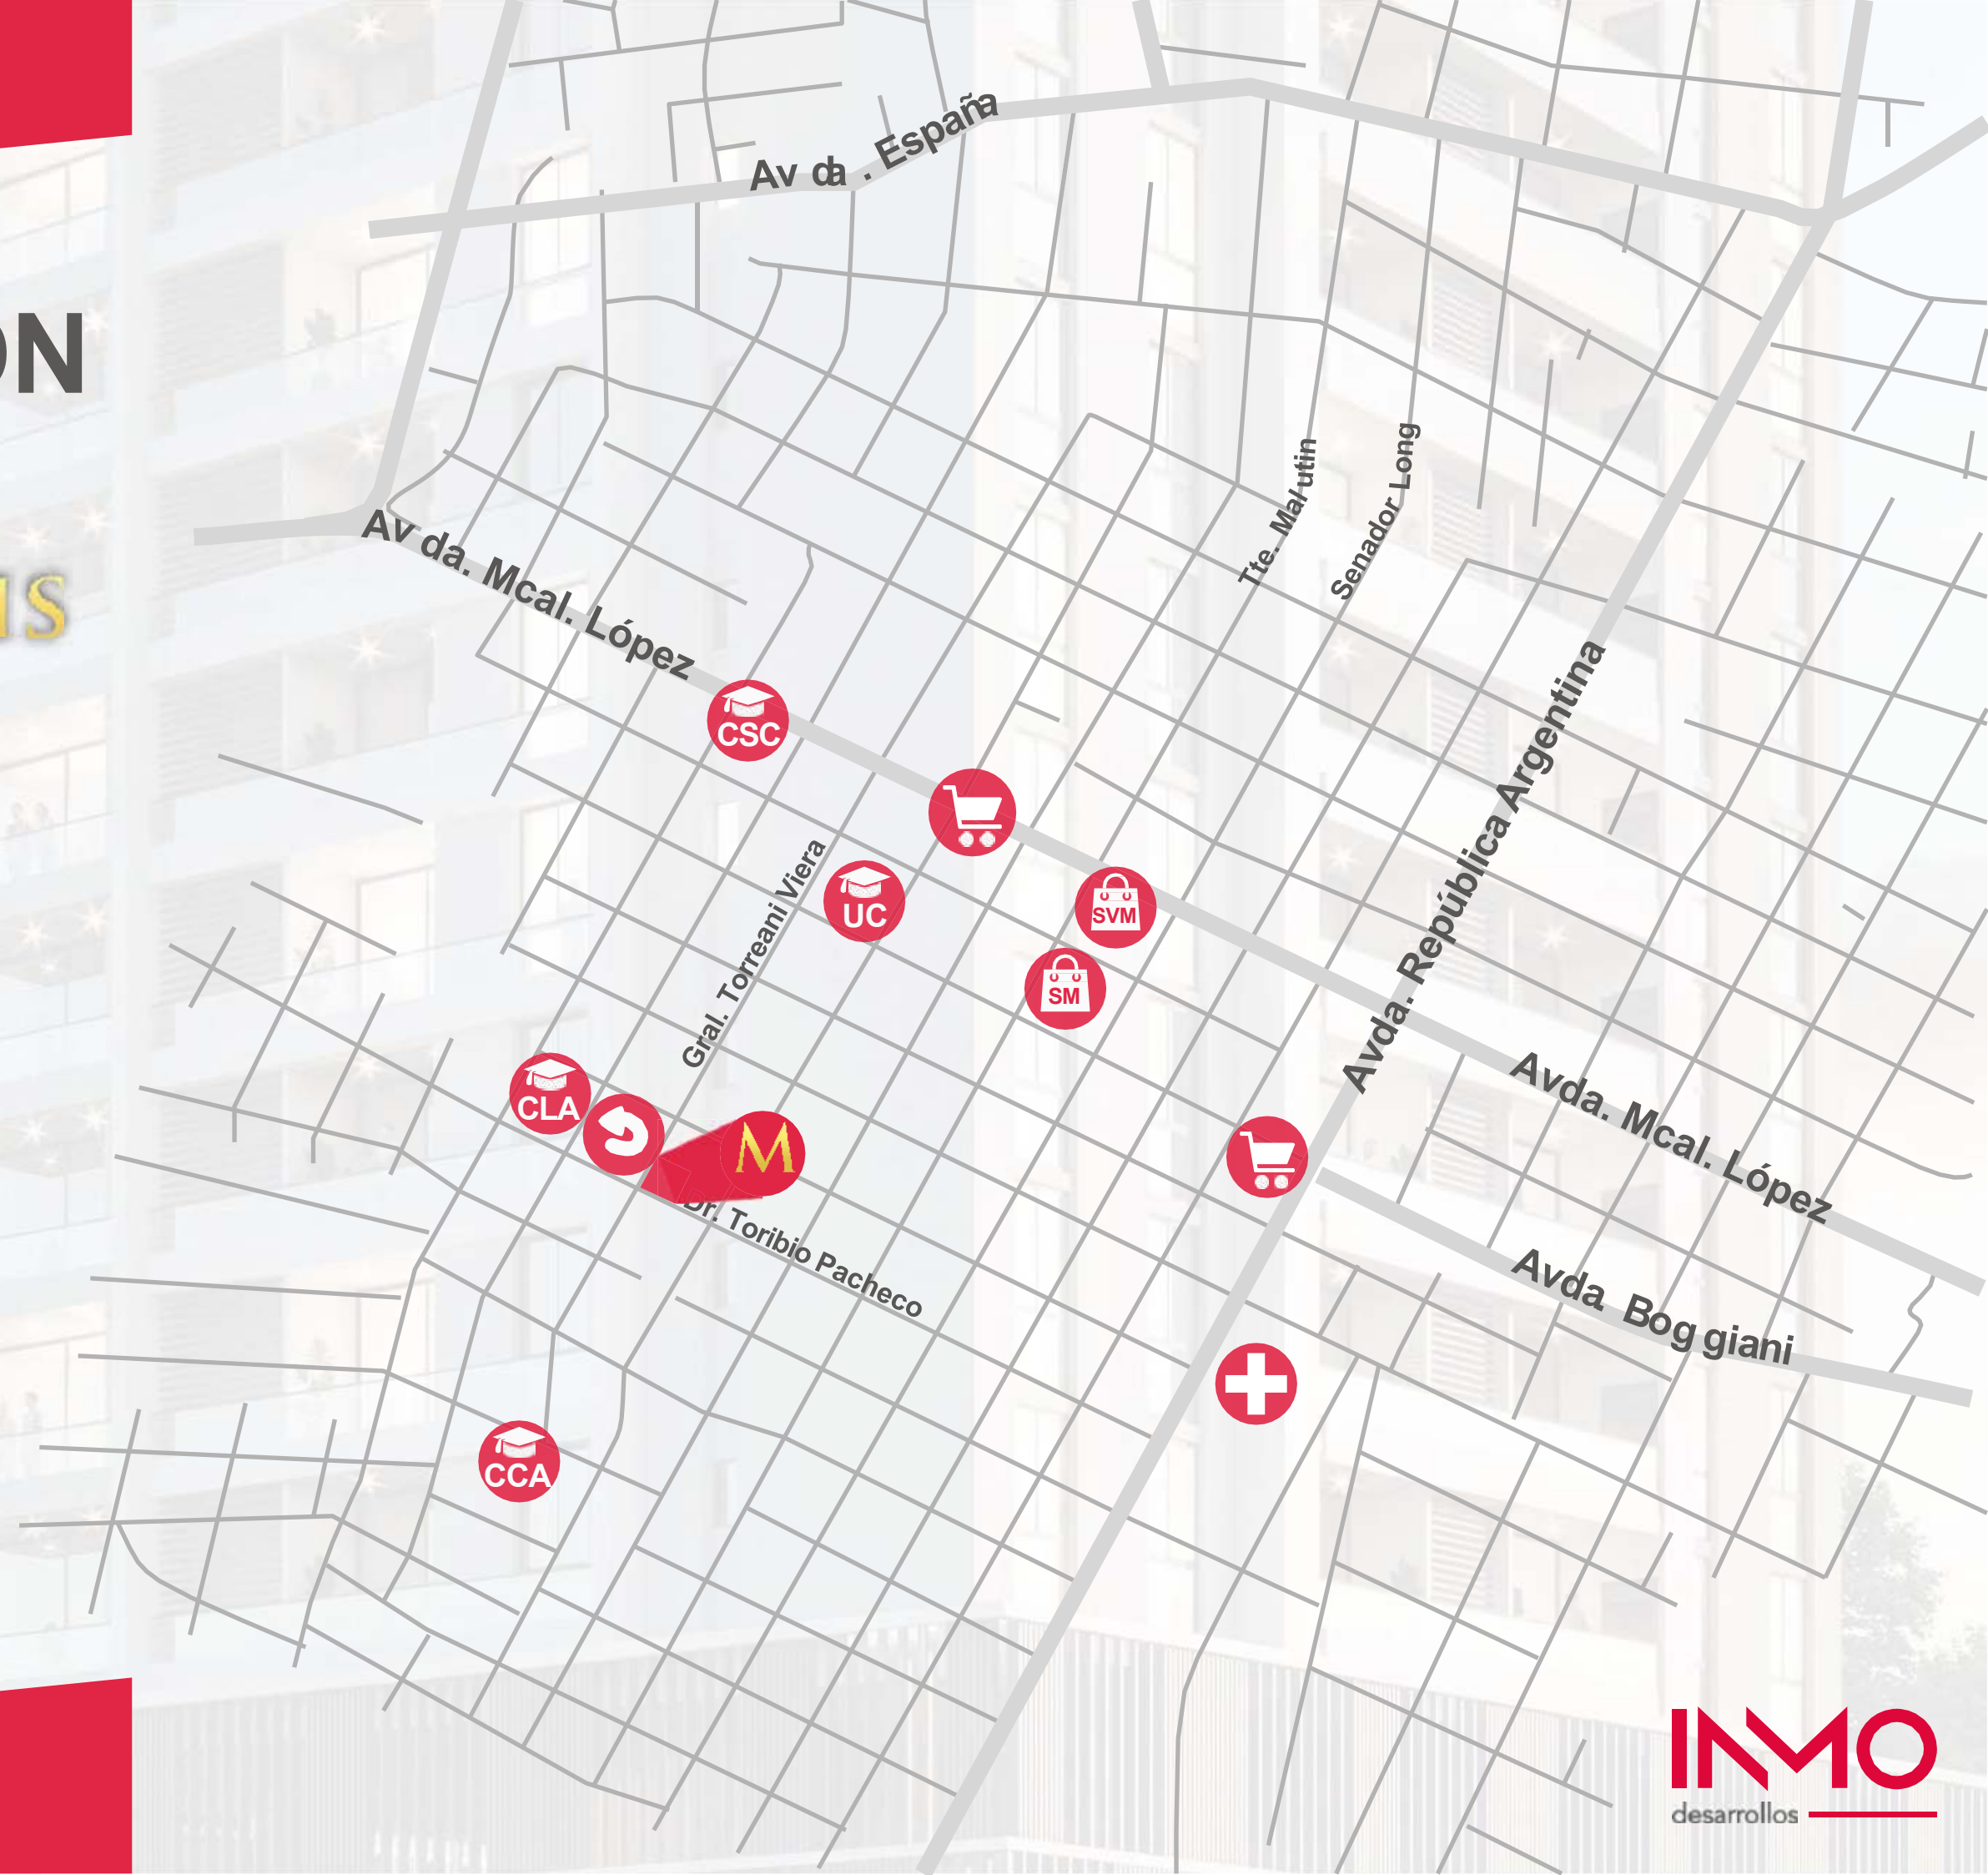 Avda. España
ON
us
Tte. Malutin
Senador Long
Avda. Mcal. López
CSC
Avda. República Argentina
Gral. Torreani Viera
UC
SVM
SM
CLA
M
Avda. Mcal. López
Dr. Toribio Pacheco
Avda. Boggiani
CCA
INMO
desarrollos